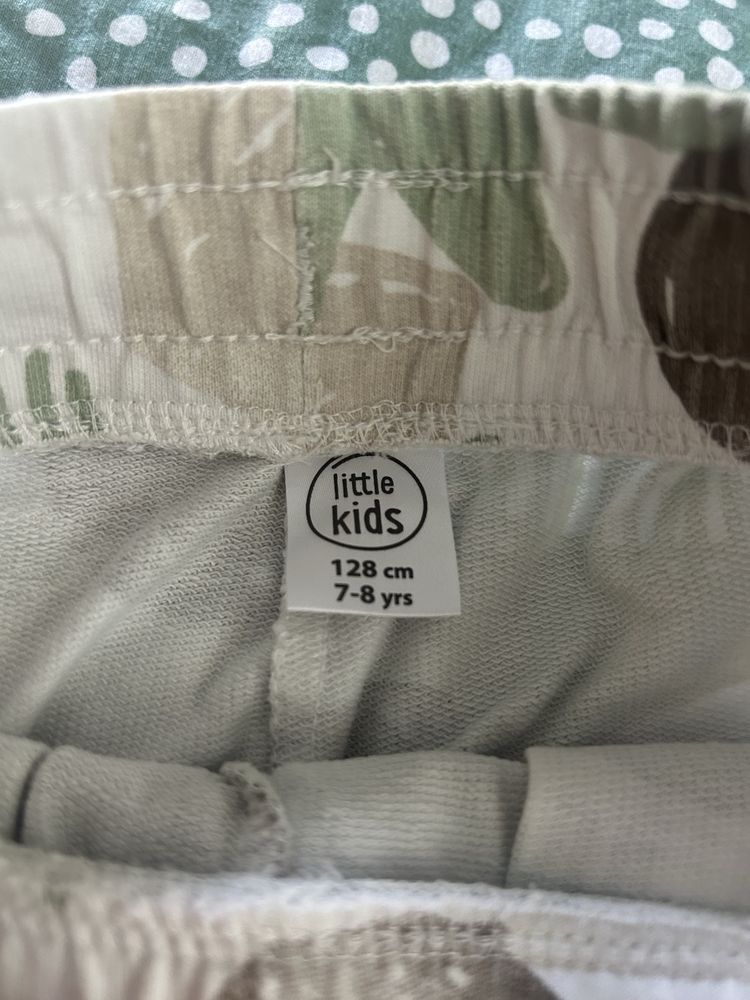 little
kids
128 cm
7-8 yrs